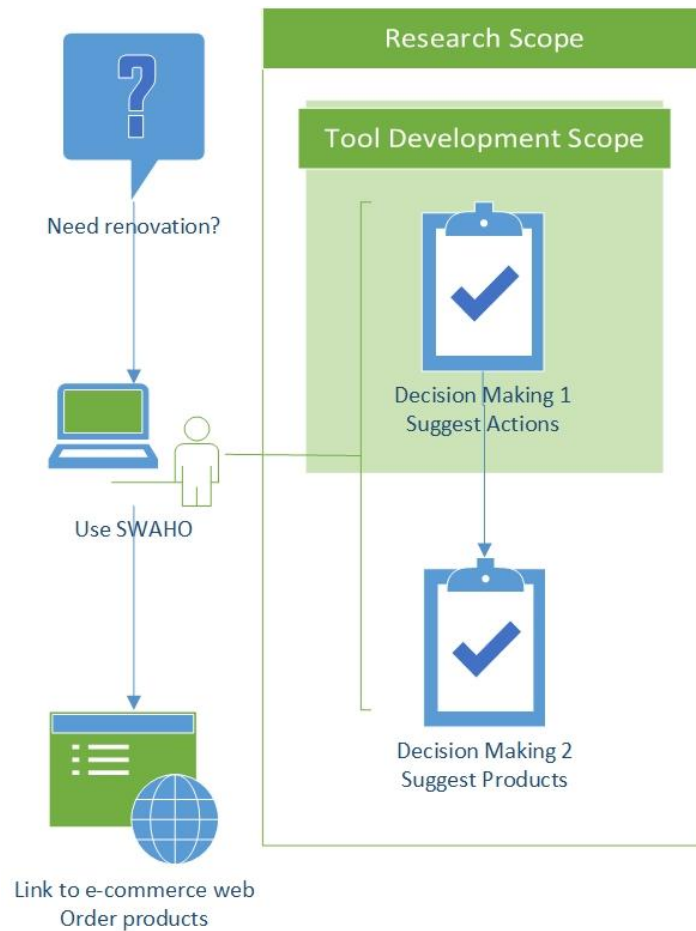 ?
Research Scope
Tool Development Scope
Need renovation?
Decision Making 1
Suggest Actions
Use SWAHO
Decision Making 2
Suggest Products
Link to e-commerce web
Order products